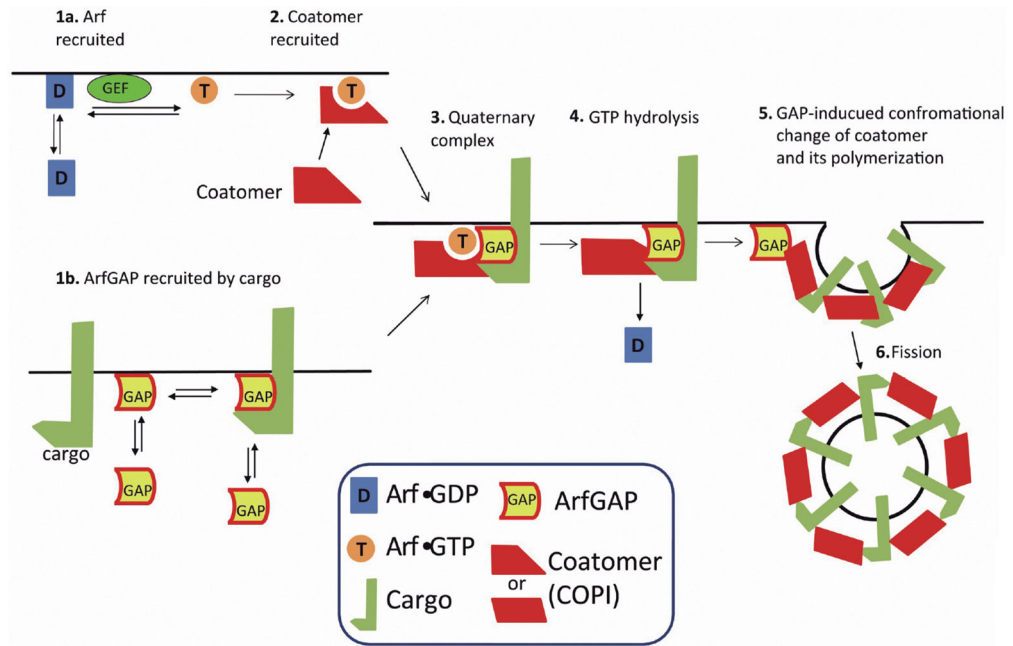 1a. Arf
recruited
2. Coatomer
recruited
D
GEF
T
T
D
Coatomer
3. Quaternary
complex
4. GTP hydrolysis
5. GAP-inducued confromational
change of coatomer
and its polymerization
T
GAP
GAP
GAP
D
1b. ArfGAP recruited by cargo
GAP
GAP
cargo
GAP
GAP
6.Fission
D
Arf•GDP
GAP
ArfGAP
T
Arf•GTP
Cargo
or
Coatomer
(COPI)